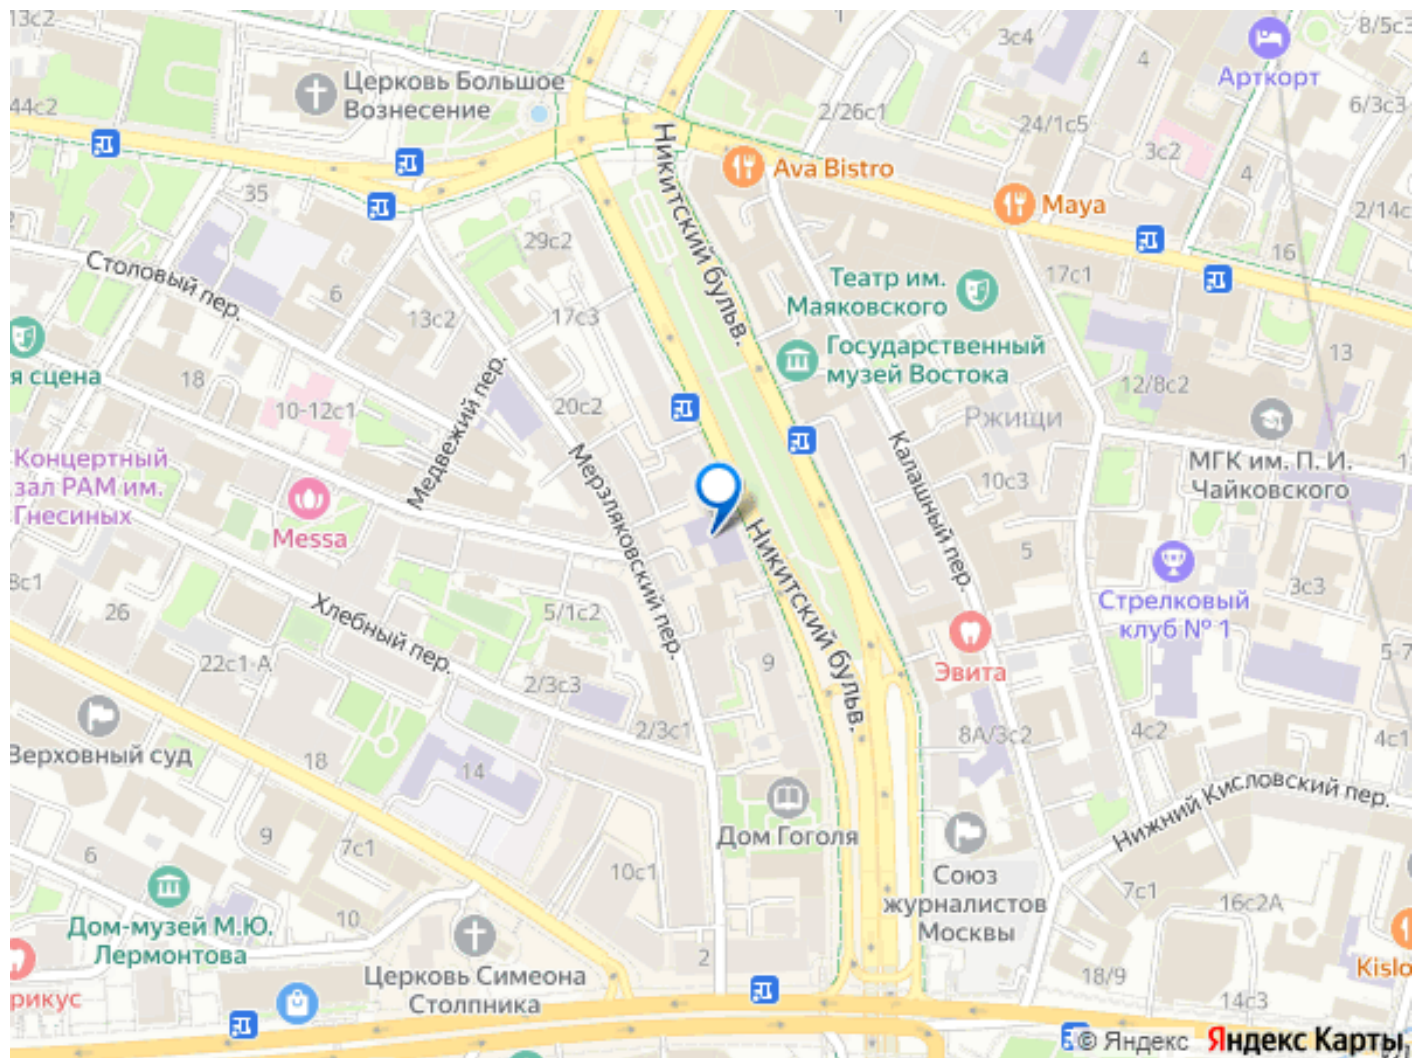 13с2
8/5с3
3с4
4
Арткорт
Церковь Большое
Вознесение
44с2
2/26с1
24/1с5
6/3с3
3с2
Ava Bistro
4
35
Maya
2/14с
Никитский бульв.
29с2
16
Столовый пер.
Театр им.
Маяковского
17с1
6
13с2
17с3
Государственный
музей Востока
13
я сцена
18
12/8с2
10-12с1
20с2
Медвежий пер.
Ржищи
Калашный пер.
Концертный
зал РАМ им.
Гнесиных
МГК им. П. И.
Чайковского
10с3
Messa
Мерзляковский пер.
Никитский бульв.
5
8с1
3с3
26
Хлебный пер.
5/1с2
Стрелковый
клуб № 1
22с1-А
9
Эвита
5-7
2/3с3
2/3с1
8А/3с2
4с2
4с1
Верховный суд
18
14
Нижний Кисловский пер.
Дом Гоголя
9
7с1
6
10с1
Союз
журналистов
Москвы
7с1
16с2А
10
Дом-музей М.Ю.
Лермонтова
2
Церковь Симеона
Столпника
18/9
Kislo
рикус
14с3
© Яндекс Яндекс Карты,